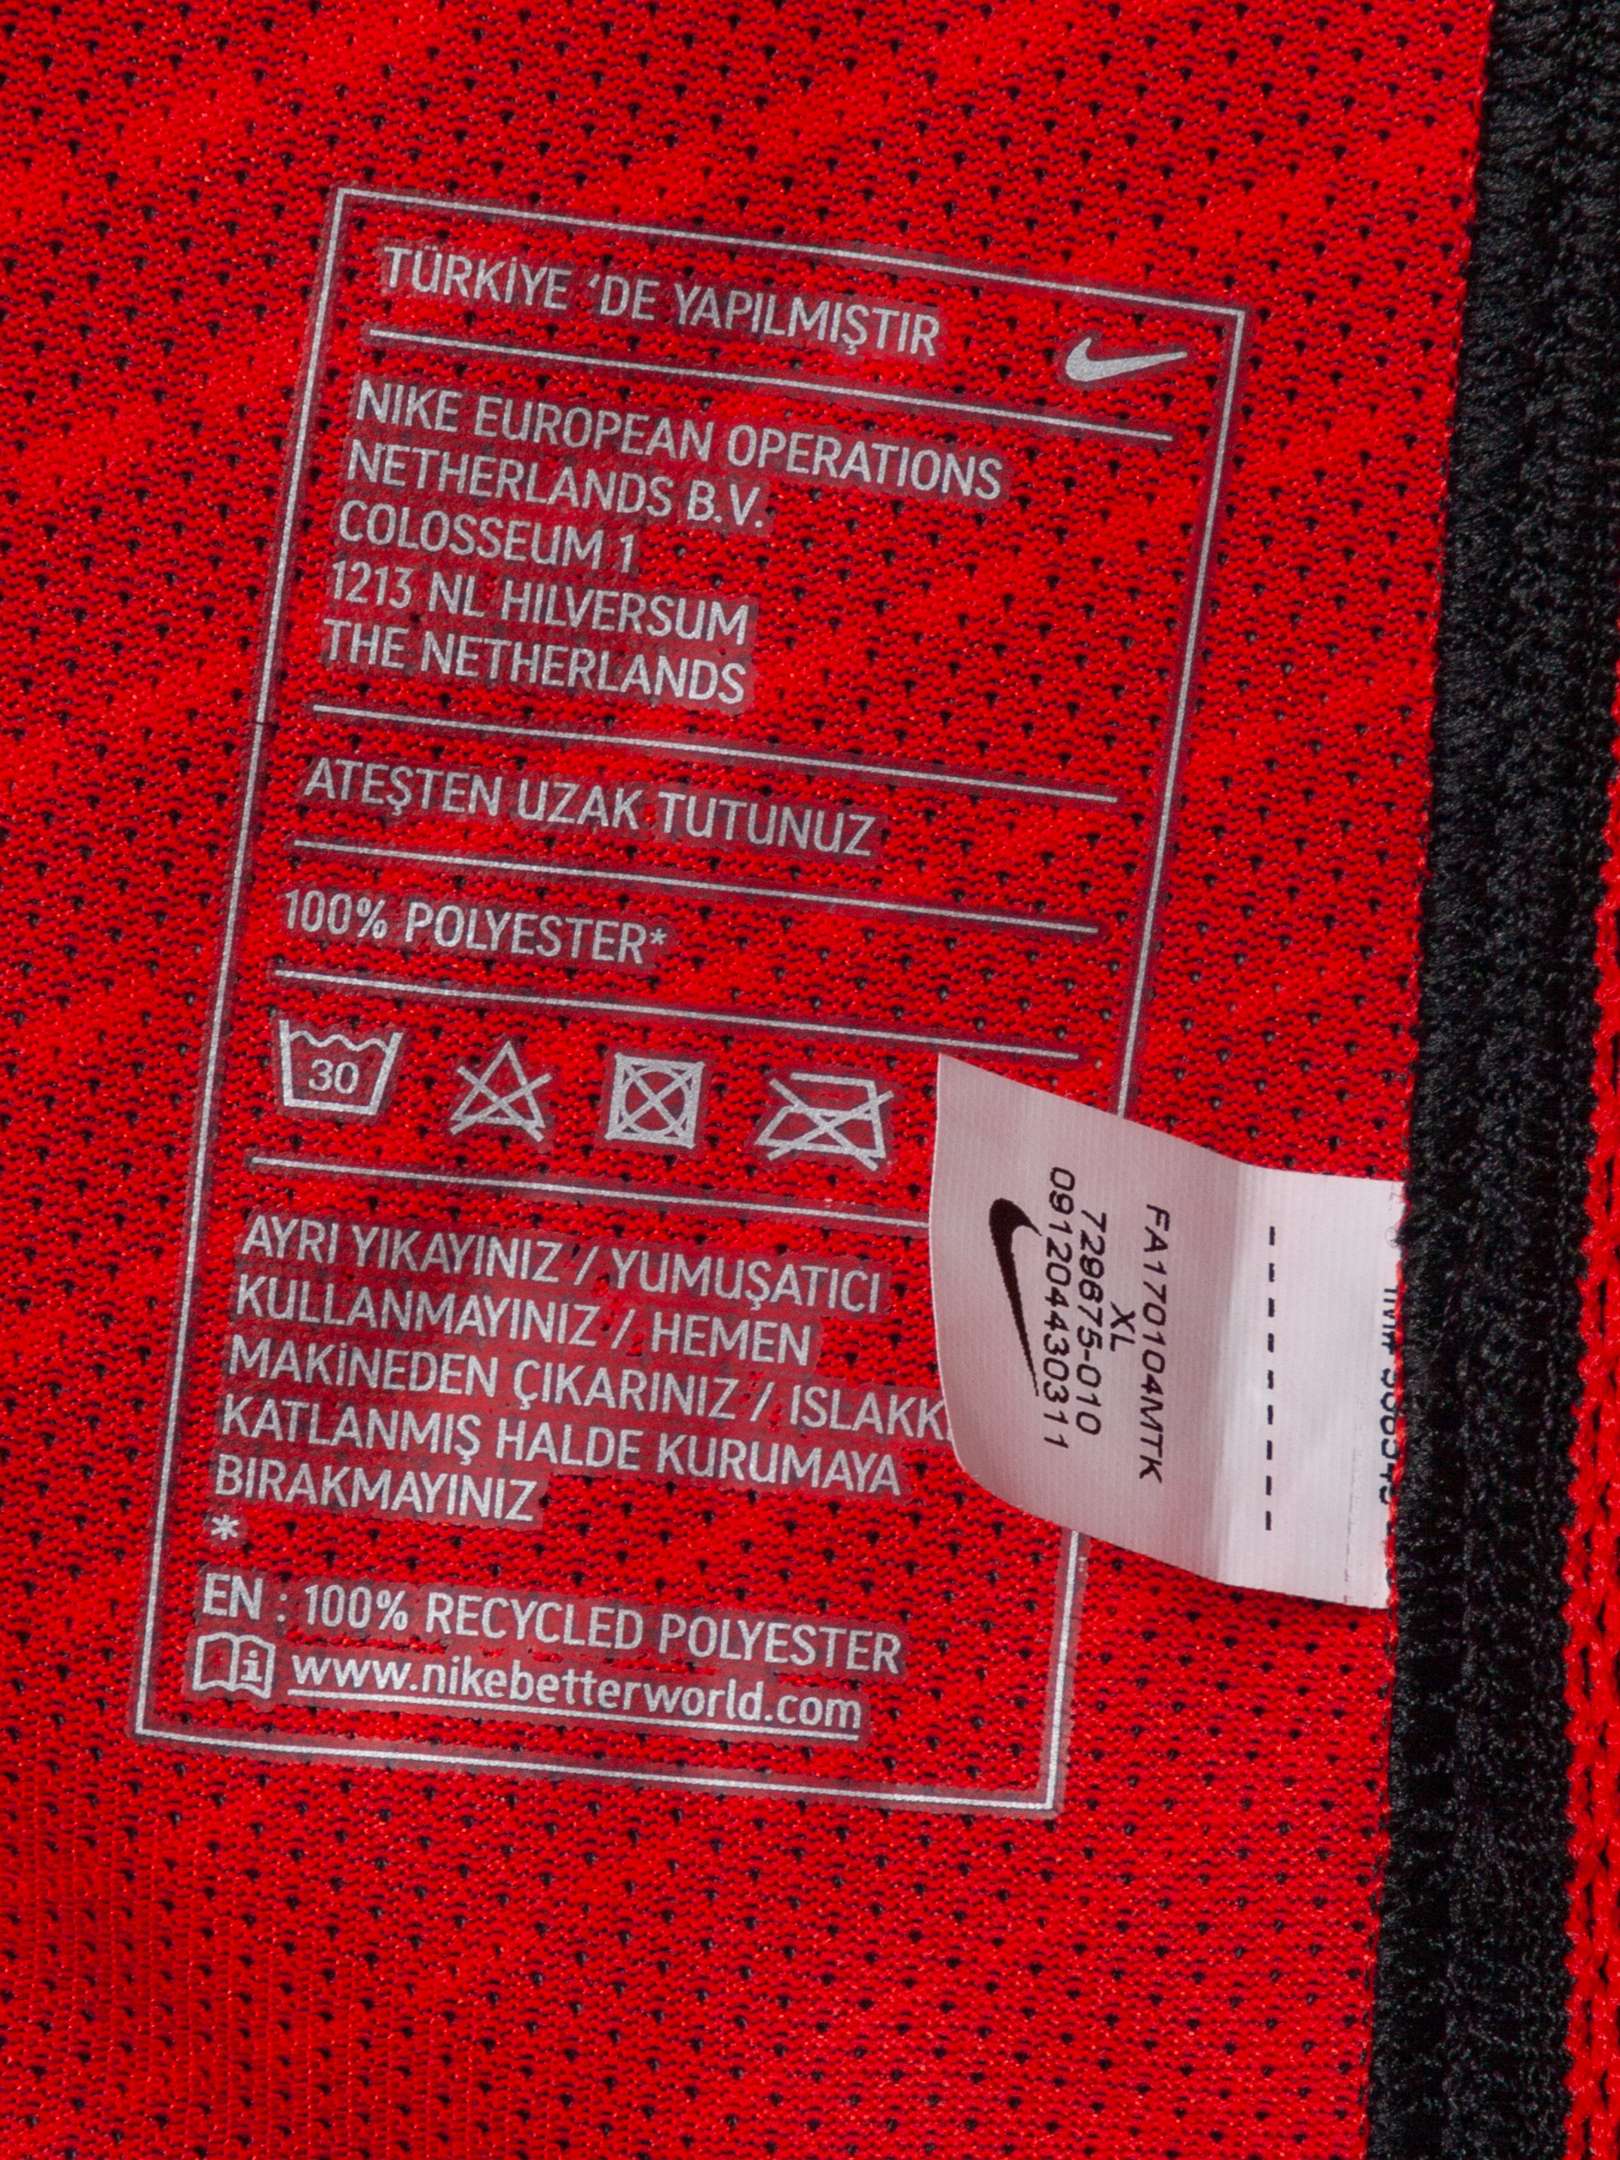 TÜRKİYE ‘DE YAPILMIŞTIR
NIKE EUROPEAN OPERATIONS
NETHERLANDS B.V.
COLOSSEUM 1
1213 NL HILVERSUM
THE NETHERLANDS
ATEŞTEN UZAK TUTUNUZ
100% POLYESTER*
30
AYRI YIKAYINIZ / YUMUŞATICI
KULLANMAYINIZ / HEMEN
MAKİNEDEN ÇIKARINIZ / ISLAKK
KATLANMIŞ HALDE KURUMAYA
BIRAKMAYINIZ
*
EN : 100% RECYCLED POLYESTER
www.nikebetterworld.com
FA170104MTK
XL
729875-010
091204430311